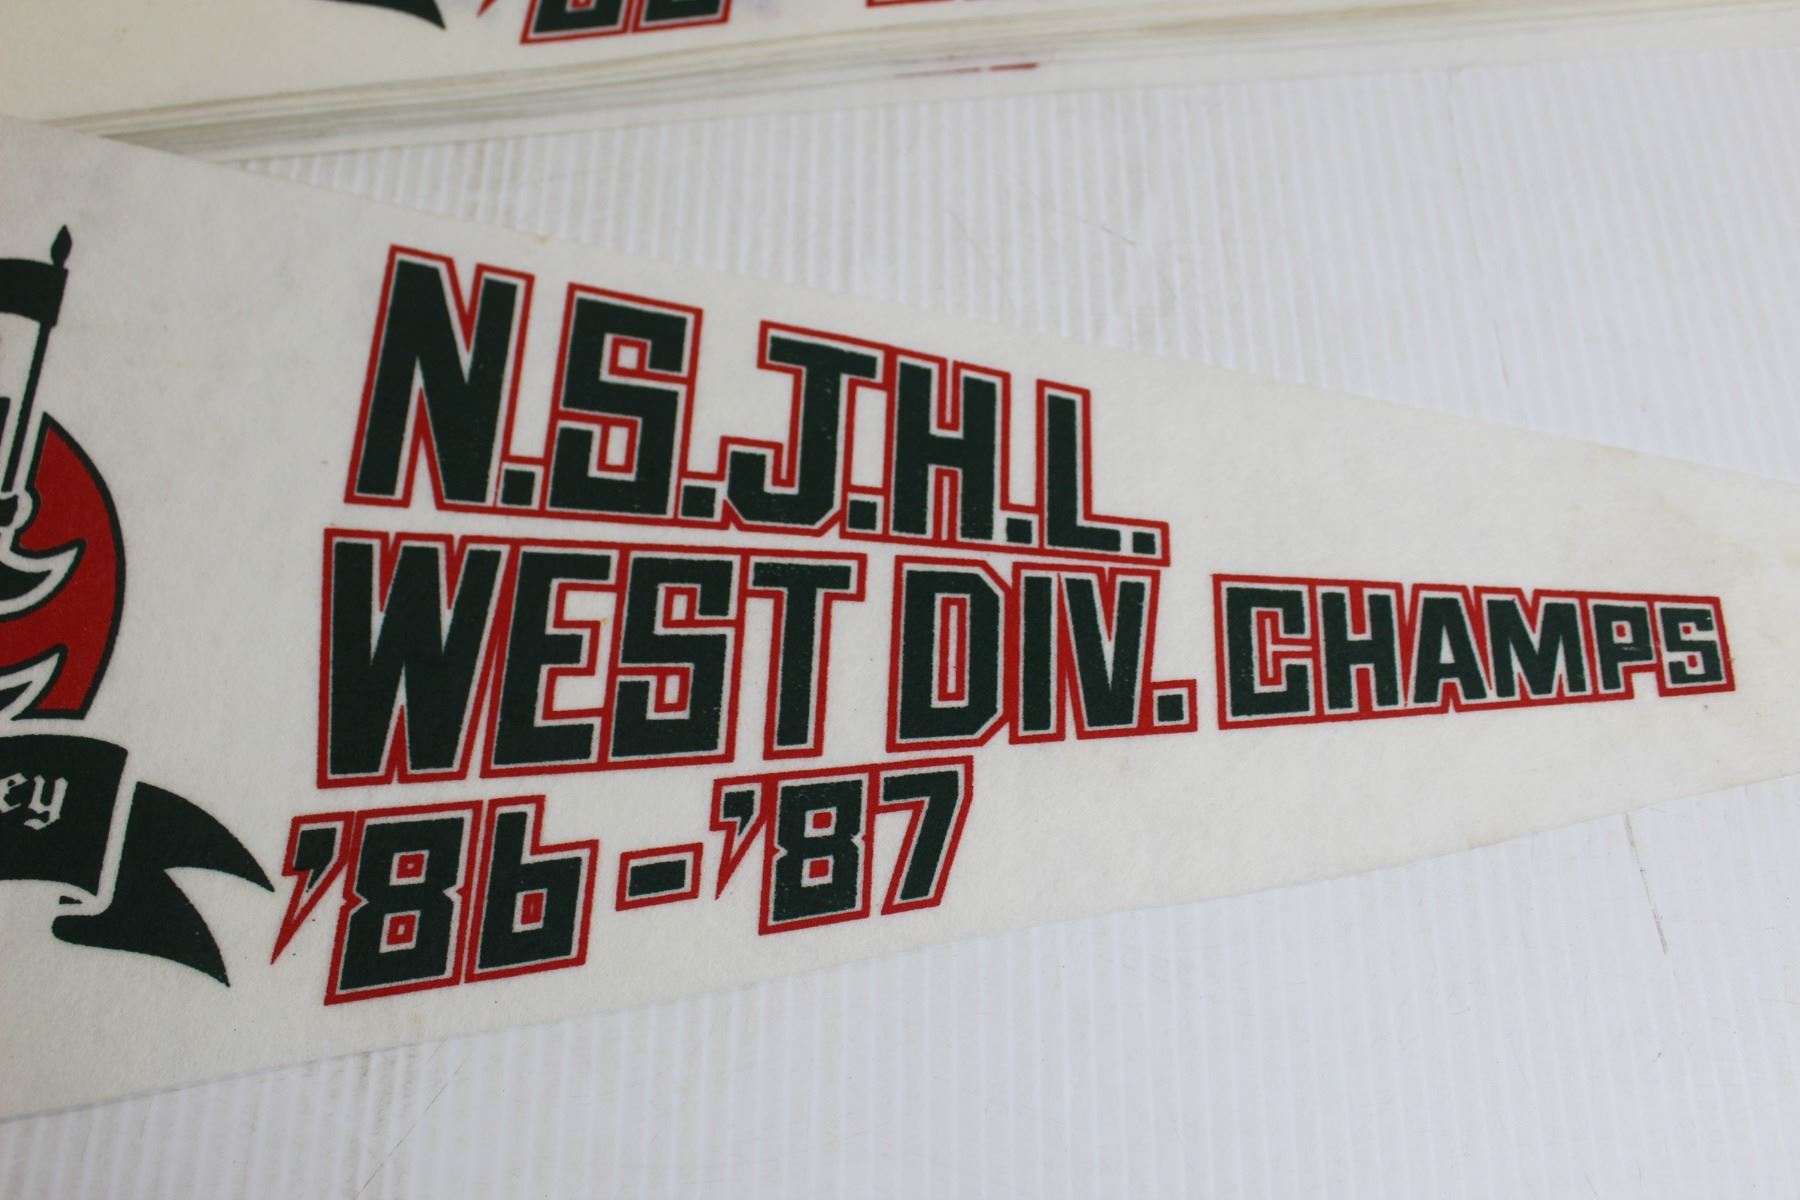 N.S.J.H.L.
WEST DIV. CHAMPS
'86-'87